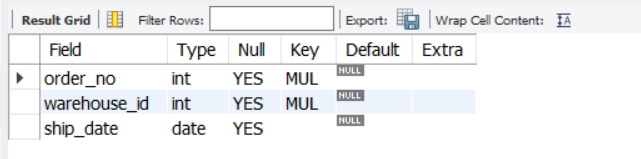 Result Grid Filter Rows: Export: Wrap Cell Content: IA
Field Type Null Key Default Extra
order_no int YES MUL NULL
warehouse_id int YES MUL NULL
ship_date date YES NULL